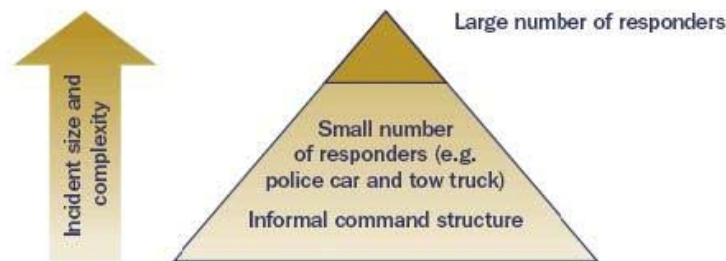 Large number of responders
Incident size and
complexity
Small number
of responders (e.g.
police car and tow truck)
Informal command structure